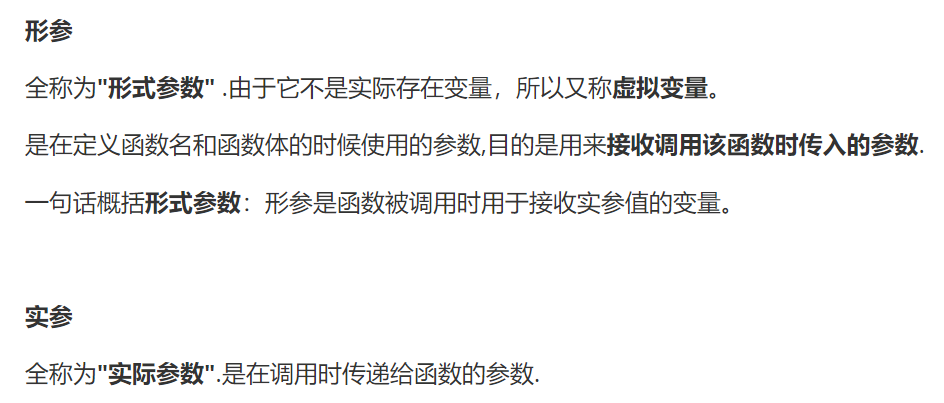 形参
全称为"形式参数" .由于它不是实际存在变量，所以又称虚拟变量。
是在定义函数名和函数体的时候使用的参数,目的是用来接收调用该函数时传入的参数.
一句话概括形式参数：形参是函数被调用时用于接收实参值的变量。
实参
全称为"实际参数".是在调用时传递给函数的参数.